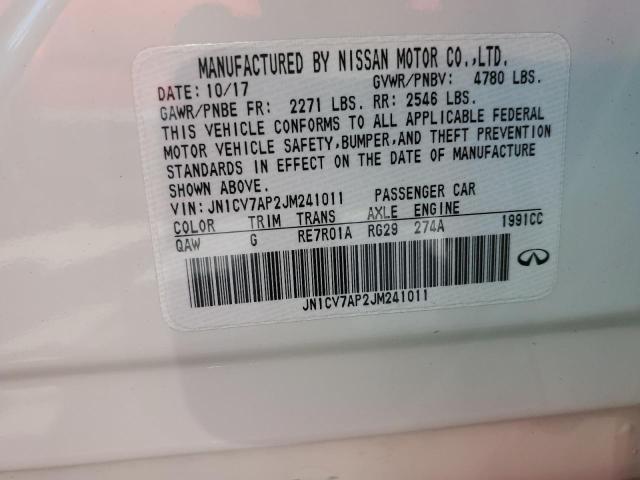 MANUFACTURED BY NISSAN MOTOR CO.,LTD.
DATE: 10/17 GVWR/PNBV: 4780 LBS.
GAWR/PNBE FR: 2271 LBS. RR: 2546 LBS.
THIS VEHICLE CONFORMS TO ALL APPLICABLE FEDERAL
MOTOR VEHICLE SAFETY,BUMPER,AND THEFT PREVENTION
STANDARDS IN EFFECT ON THE DATE OF MANUFACTURE
SHOWN ABOVE.
VIN: JN1CV7AP2JM241011 PASSENGER CAR
COLOR TRIM TRANS AXLE ENGINE
QAW G RE7R01A RG29 274A 1991CC
JN1CV7AP2JM241011